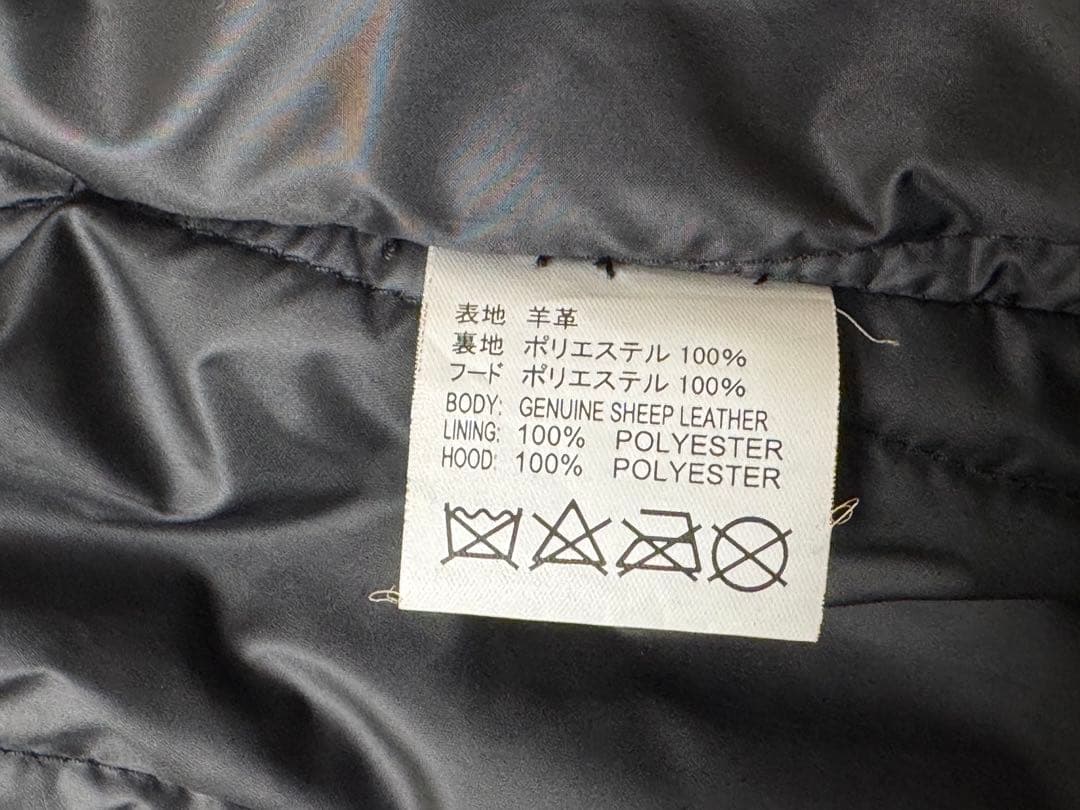 表地 羊革
裏地 ポリエステル 100%
フード ポリエステル 100%
BODY: GENUINE SHEEP LEATHER
LINING: 100% POLYESTER
HOOD: 100% POLYESTER